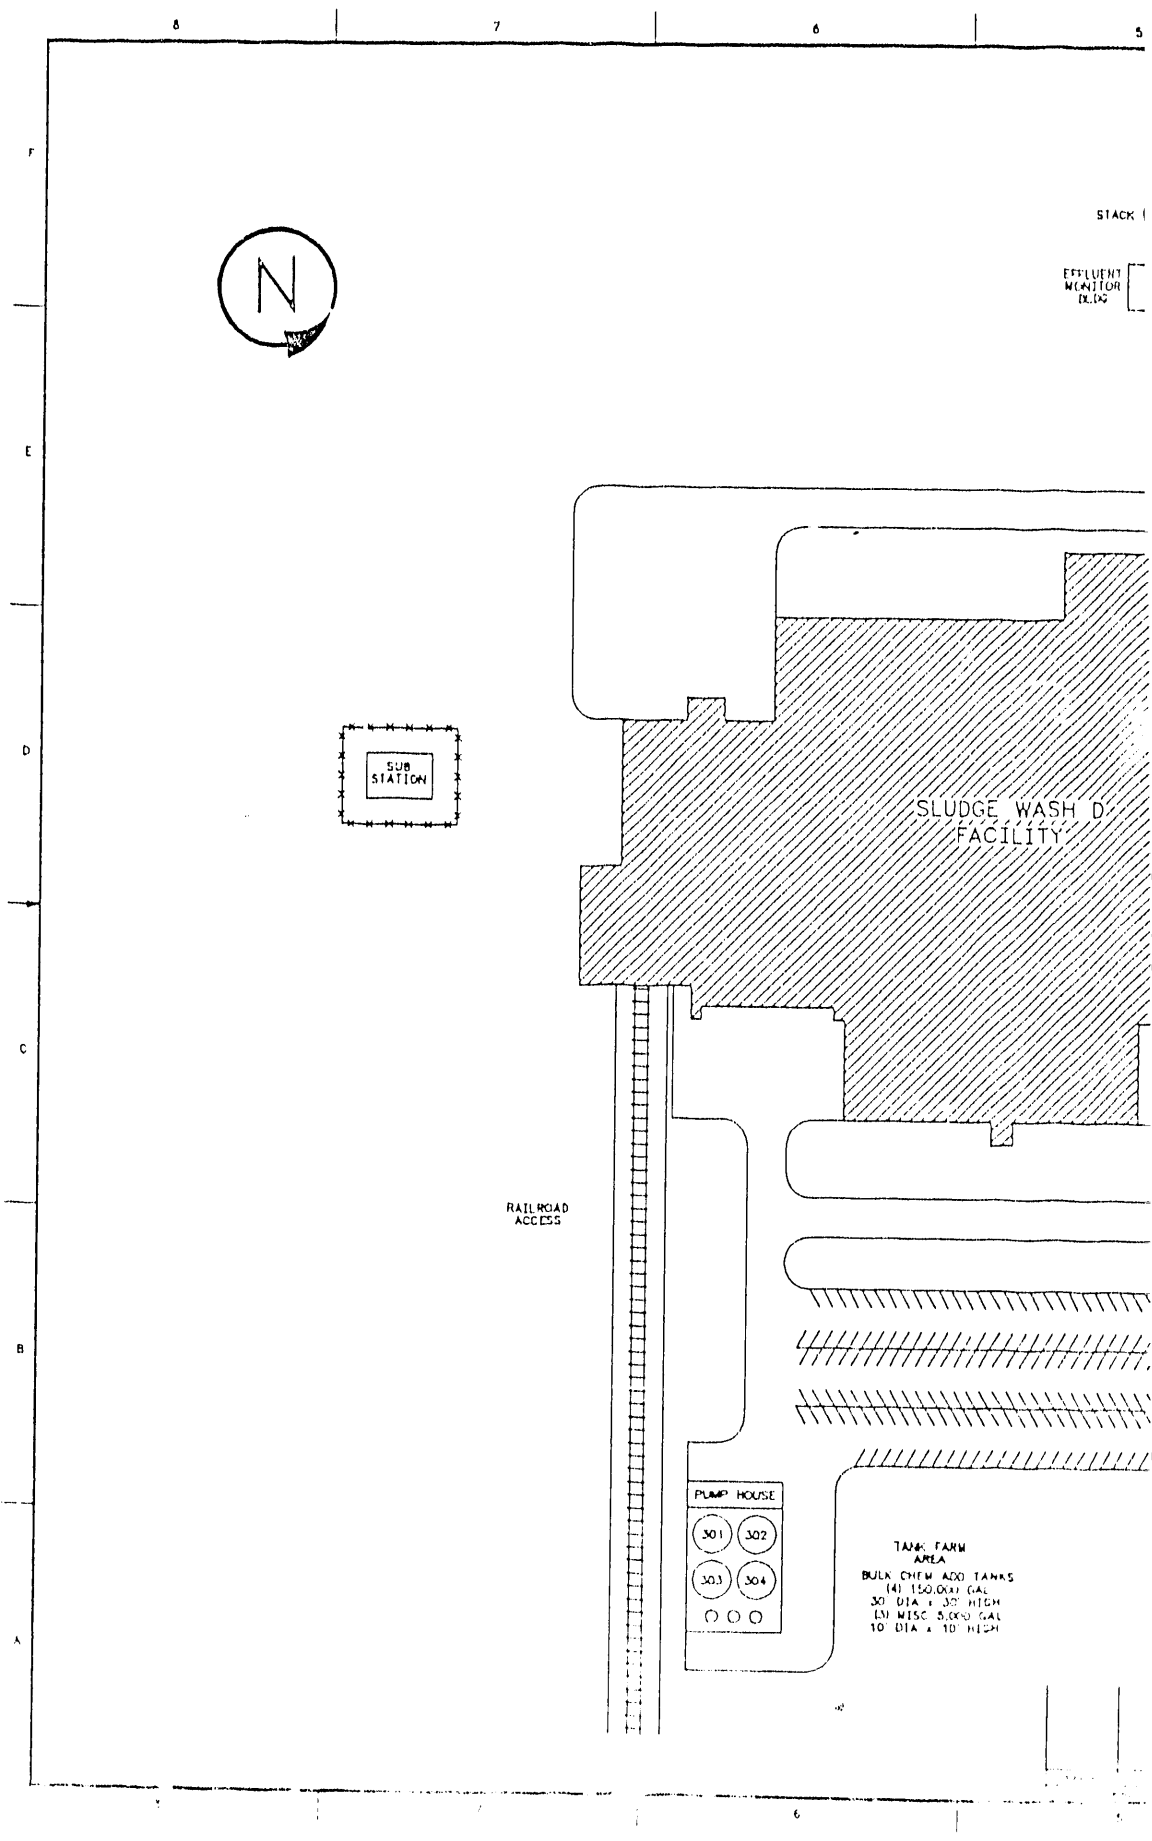 8 7 6 5
F
STACK
N
EFFLUENT
MONITOR
BLDG
E
D
SUB
STATION
SLUDGE WASH D
FACILITY
C
RAILROAD
ACCESS
B
PUMP HOUSE
301 302
303 304
TANK FARM
AREA
BULK CHEM ADD TANKS
(4) 150,000 GAL
30' DIA x 30' HIGH
(3) MISC 5,000 GAL
10' DIA x 10' HIGH
A
7 6 5